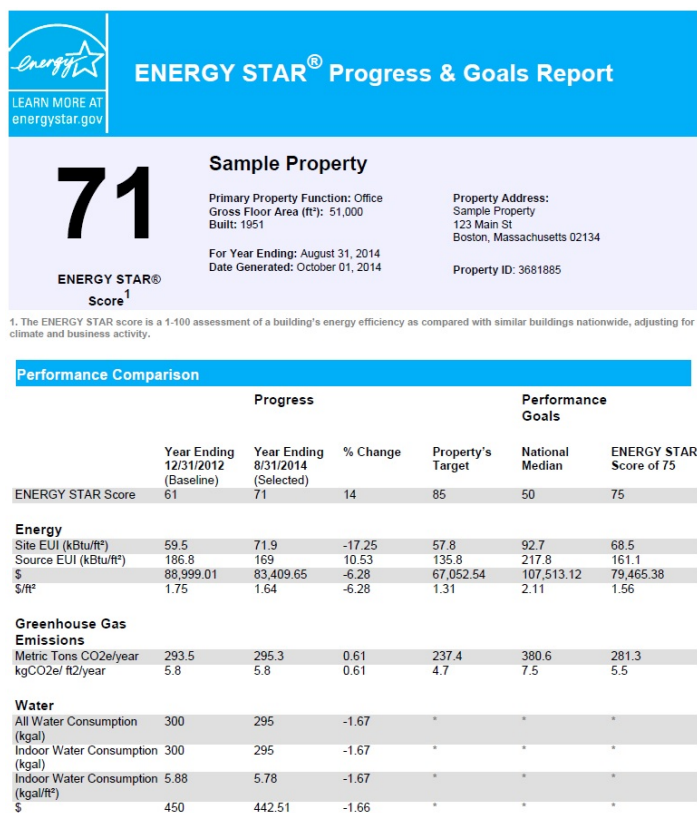 energy
LEARN MORE AT
energystar.gov
ENERGY STAR® Progress & Goals Report
71
ENERGY STAR®
Score1
Sample Property
Primary Property Function: Office
Gross Floor Area (ft²): 51,000
Built: 1951
For Year Ending: August 31, 2014
Date Generated: October 01, 2014
Property Address:
Sample Property
123 Main St
Boston, Massachusetts 02134
Property ID: 3681885
1. The ENERGY STAR score is a 1-100 assessment of a building's energy efficiency as compared with similar buildings nationwide, adjusting for
climate and business activity.
Performance Comparison
Progress
Performance
Goals
Year Ending
12/31/2012
(Baseline)
Year Ending
8/31/2014
(Selected)
% Change
Property's
Target
National
Median
ENERGY STAR
Score of 75
ENERGY STAR Score 61 71 14 85 50 75
Energy
Site EUI (kBtu/ft²) 59.5 71.9 -17.25 57.8 92.7 68.5
Source EUI (kBtu/ft²) 186.8 169 10.53 135.8 217.8 161.1
$ 88,999.01 83,409.65 -6.28 67,052.54 107,513.12 79,465.38
$/ft² 1.75 1.64 -6.28 1.31 2.11 1.56
Greenhouse Gas
Emissions
Metric Tons CO2e/year 293.5 295.3 0.61 237.4 380.6 281.3
kgCO2e/ ft2/year 5.8 5.8 0.61 4.7 7.5 5.5
Water
All Water Consumption 300 295 -1.67 * * *
(kgal)
Indoor Water Consumption 300 295 -1.67 * * *
(kgal)
Indoor Water Consumption 5.88 5.78 -1.67 * * *
(kgal/ft²)
$ 450 442.51 -1.66 * * *